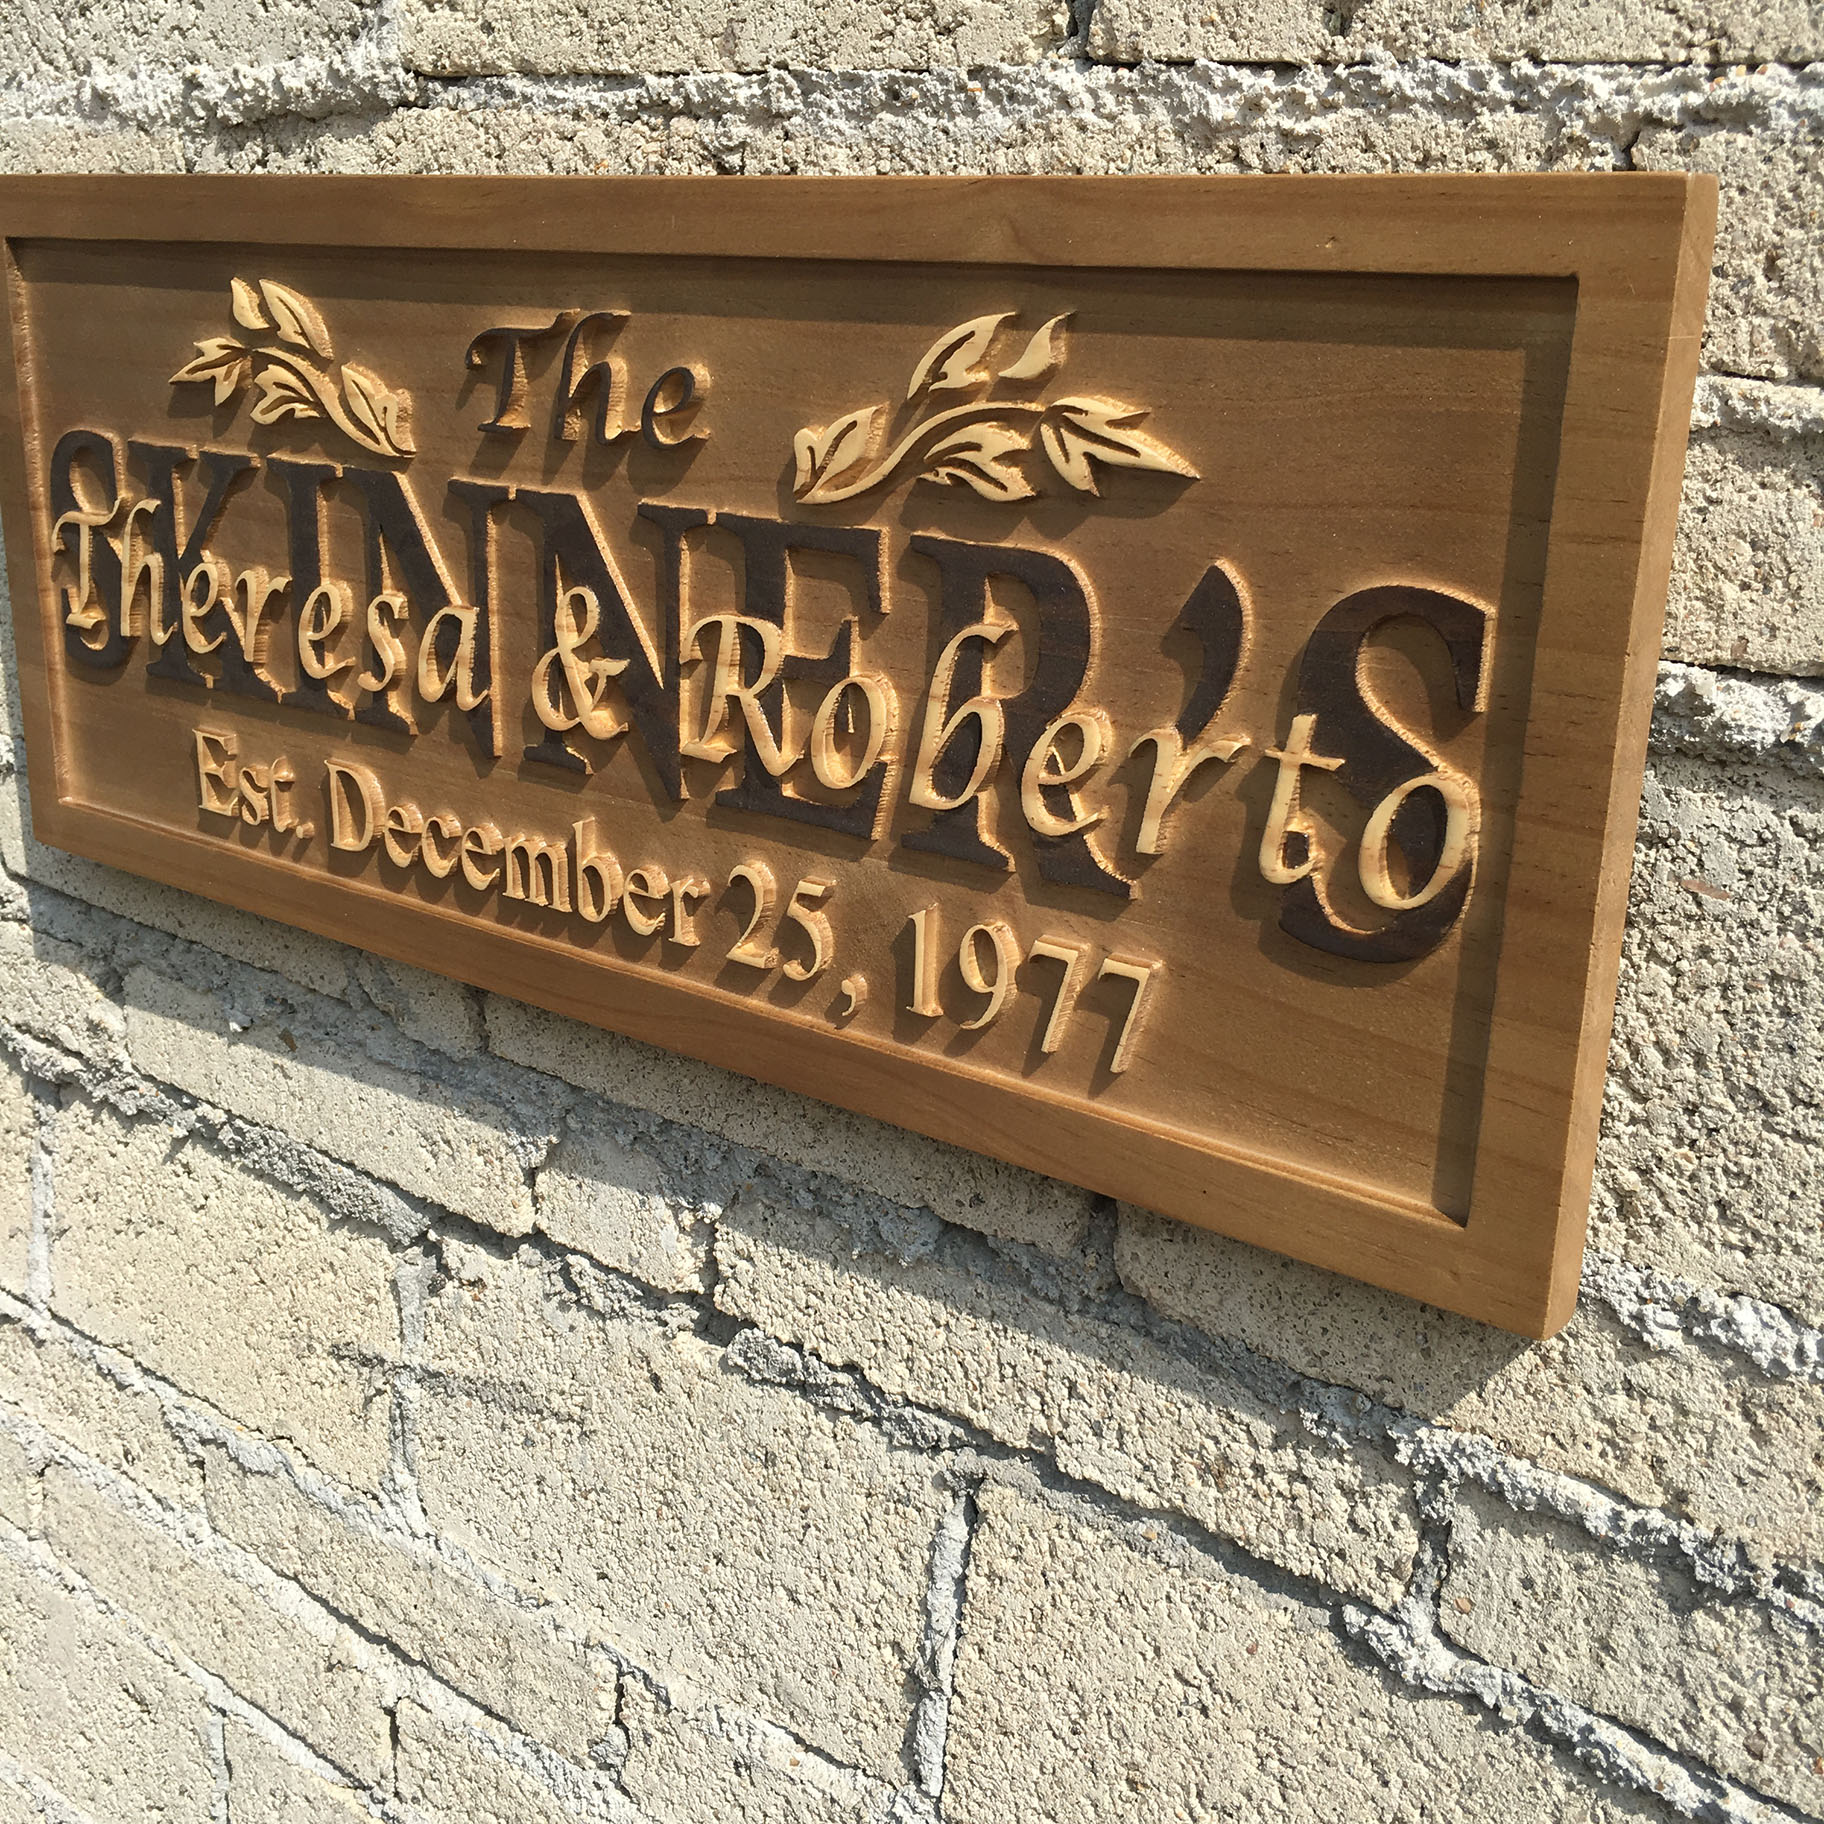 The
SKINNER'S
Theresa & Roberto
Est. December 25, 1977